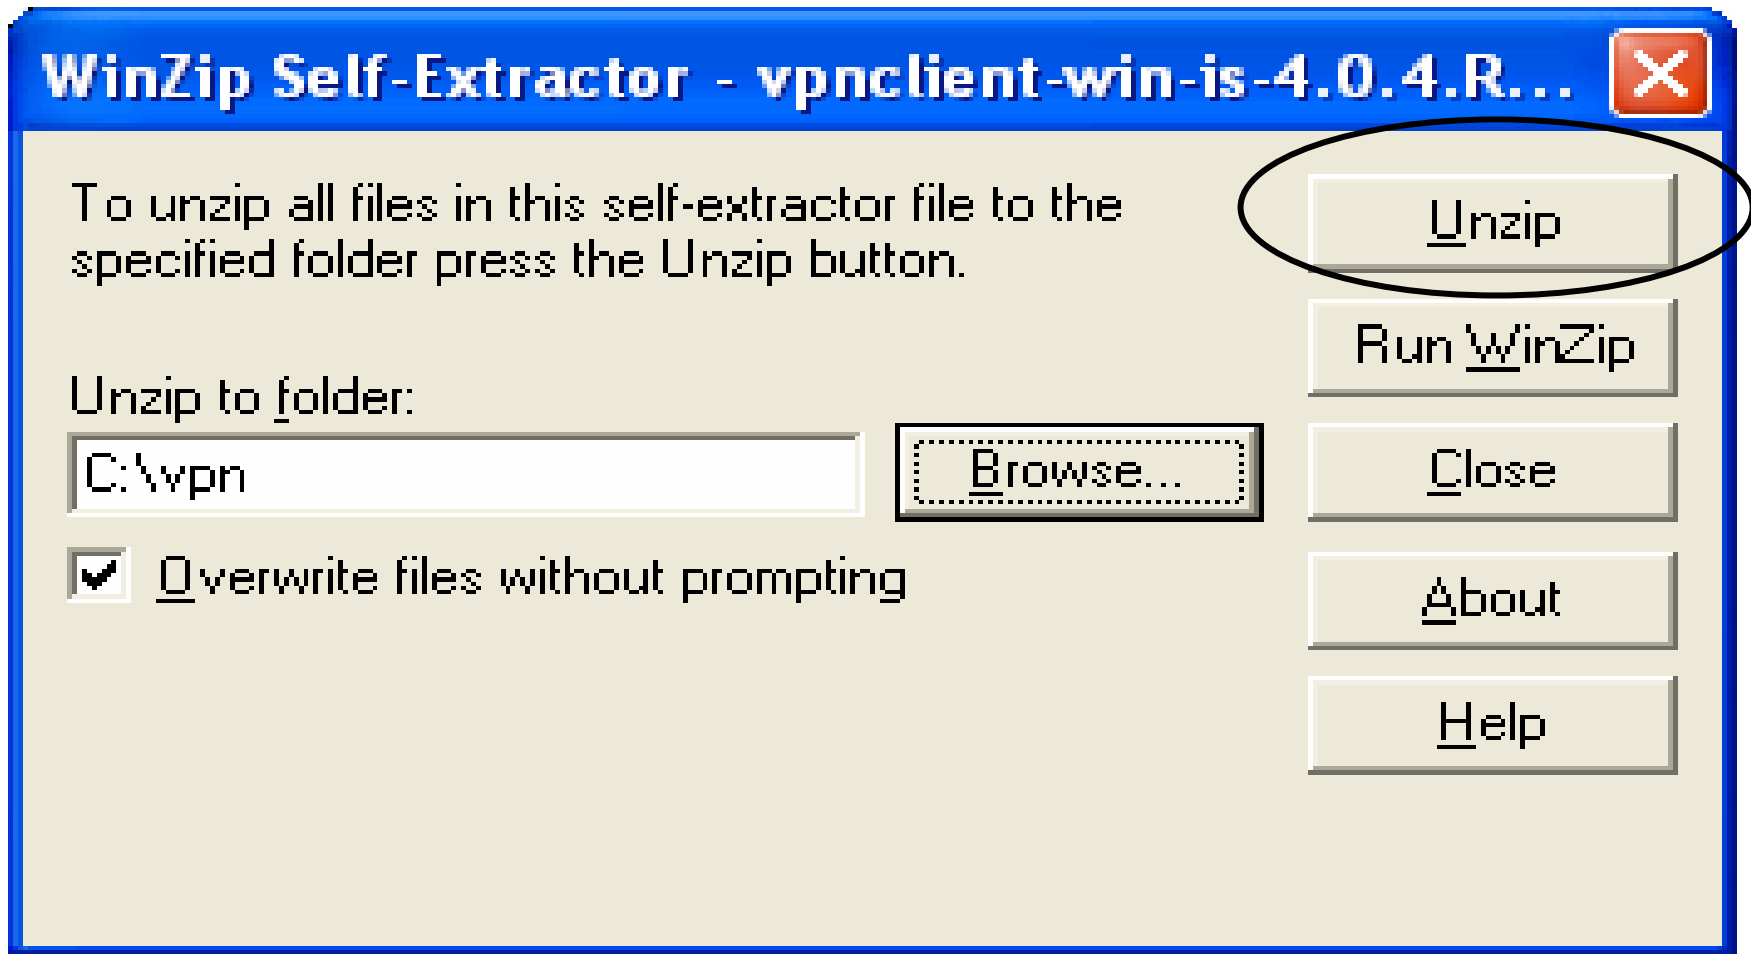 WinZip Self-Extractor - vpnclient-win-is-4.0.4.R...
To unzip all files in this self-extractor file to the
specified folder press the Unzip button.
Unzip to folder:
C:\vpn
Browse...
Overwrite files without prompting
Unzip
Run WinZip
Close
About
Help